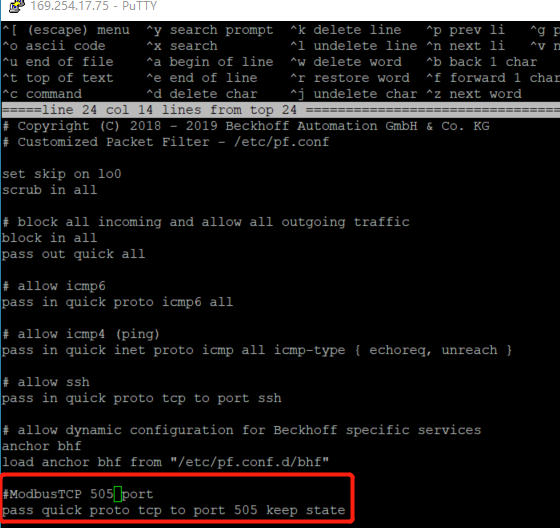 169.254.17.75 - PuTTY
^[ (escape) menu ^y search prompt ^k delete line ^p prev li ^g p
^o ascii code ^x search ^l undelete line ^n next li ^v n
^u end of file ^a begin of line ^w delete word ^b back 1 char
^t top of text ^e end of line ^r restore word ^f forward 1 char
^c command ^d delete char ^j undelete char ^z next word
=====line 24 col 14 lines from top 24 ==================================
# Copyright (C) 2018 - 2019 Beckhoff Automation GmbH & Co. KG
# Customized Packet Filter - /etc/pf.conf
set skip on lo0
scrub in all
# block all incoming and allow all outgoing traffic
block in all
pass out quick all
# allow icmp6
pass in quick proto icmp6 all
# allow icmp4 (ping)
pass in quick inet proto icmp all icmp-type { echoreq, unreach }
# allow ssh
pass in quick proto tcp to port ssh
# allow dynamic configuration for Beckhoff specific services
anchor bhf
load anchor bhf from "/etc/pf.conf.d/bhf"
#ModbusTCP 505 port
pass quick proto tcp to port 505 keep state